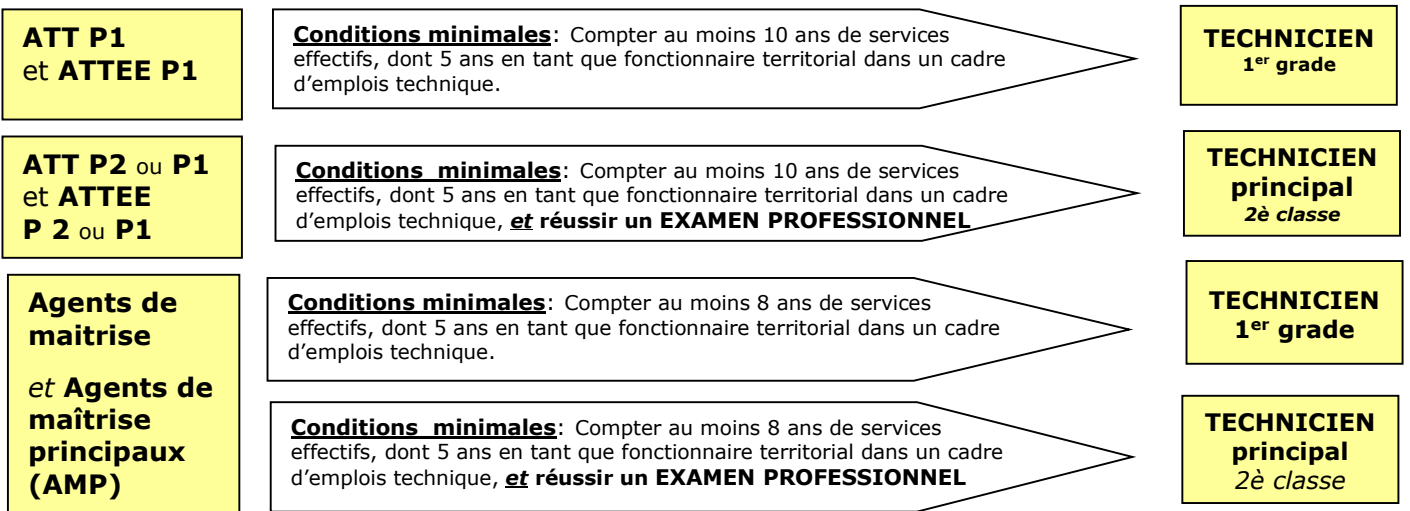 ATT P1
et ATTEE P1
Conditions minimales: Compter au moins 10 ans de services
effectifs, dont 5 ans en tant que fonctionnaire territorial dans un cadre
d’emplois technique.
TECHNICIEN
1er grade
ATT P2 ou P1
et ATTEE
P 2 ou P1
Conditions minimales: Compter au moins 10 ans de services
effectifs, dont 5 ans en tant que fonctionnaire territorial dans un cadre
d’emplois technique, et réussir un EXAMEN PROFESSIONNEL
TECHNICIEN
principal
2è classe
Agents de
maitrise
et Agents de
maîtrise
principaux
(AMP)
Conditions minimales: Compter au moins 8 ans de services
effectifs, dont 5 ans en tant que fonctionnaire territorial dans un cadre
d’emplois technique.
TECHNICIEN
1er grade
Conditions minimales: Compter au moins 8 ans de services
effectifs, dont 5 ans en tant que fonctionnaire territorial dans un cadre
d’emplois technique, et réussir un EXAMEN PROFESSIONNEL
TECHNICIEN
principal
2è classe